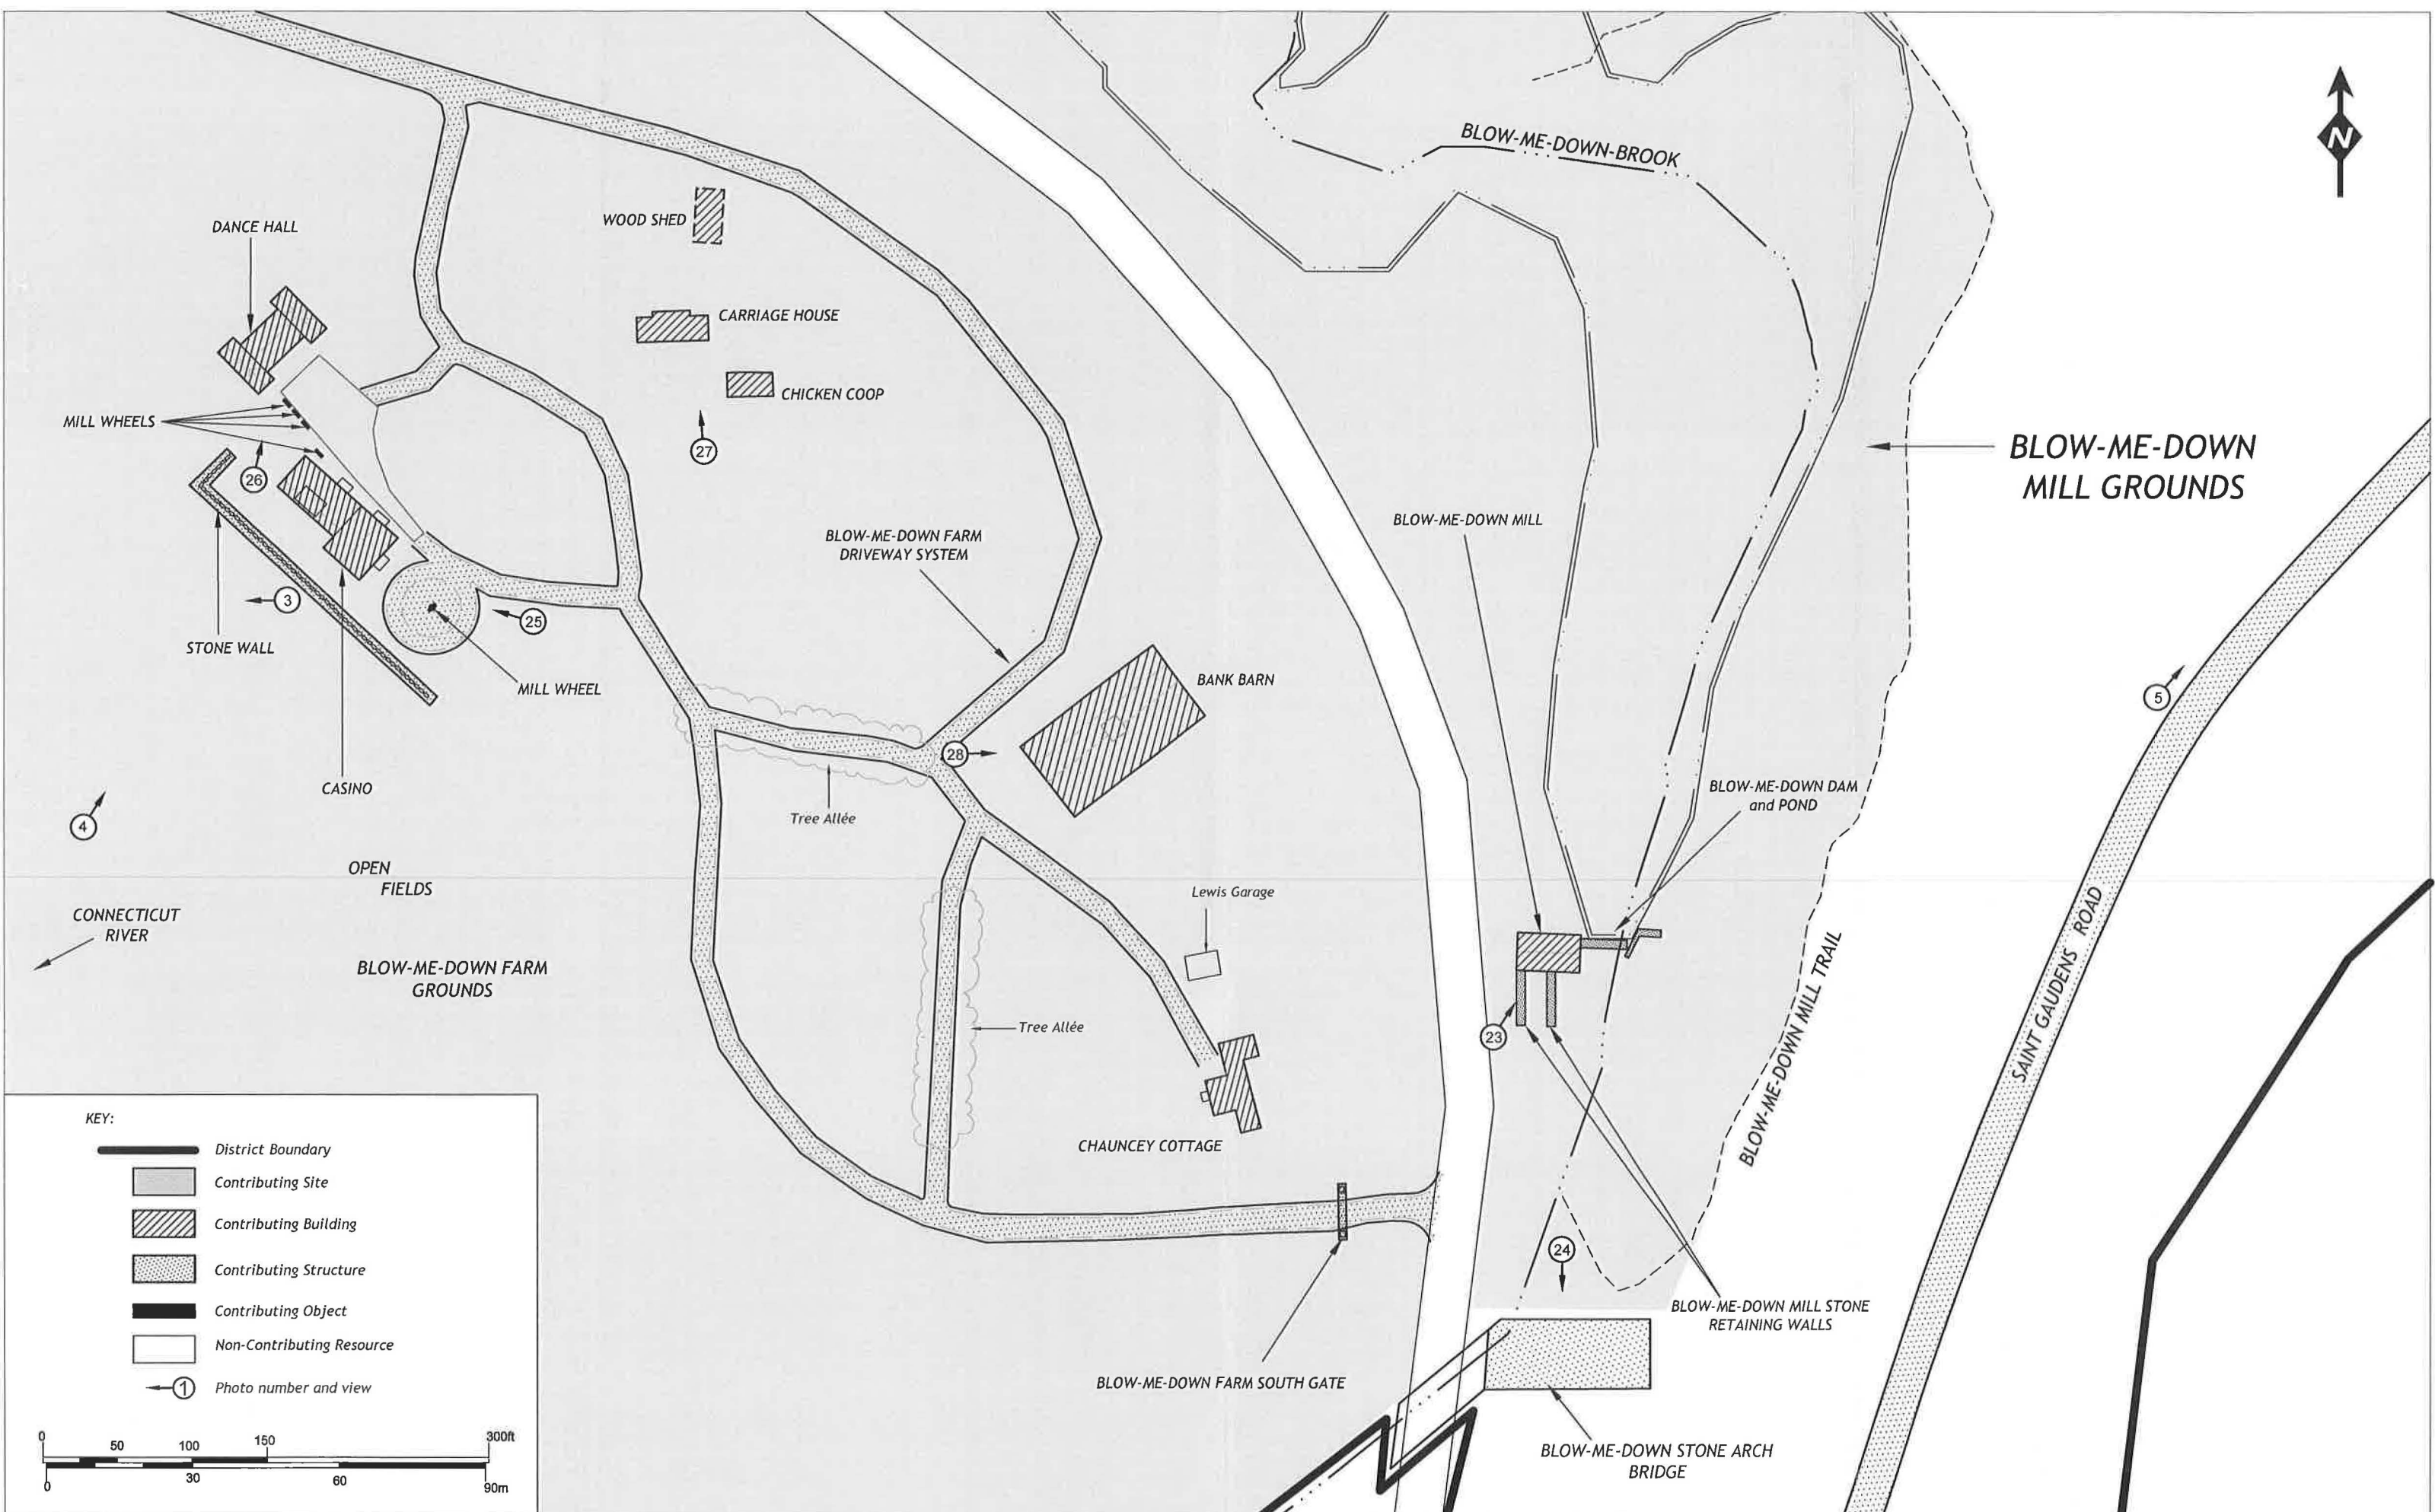 BLOW-ME-DOWN-BROOK
N
WOOD SHED
DANCE HALL
CARRIAGE HOUSE
CHICKEN COOP
MILL WHEELS
27
26
BLOW-ME-DOWN
MILL GROUNDS
BLOW-ME-DOWN MILL
BLOW-ME-DOWN FARM
DRIVEWAY SYSTEM
3
25
STONE WALL
MILL WHEEL
BANK BARN
5
28
CASINO
BLOW-ME-DOWN DAM
and POND
Tree Allée
4
OPEN
FIELDS
Lewis Garage
CONNECTICUT
RIVER
BLOW-ME-DOWN FARM
GROUNDS
SAINT GAUDENS ROAD
BLOW-ME-DOWN MILL TRAIL
Tree Allée
23
CHAUNCEY COTTAGE
24
BLOW-ME-DOWN MILL STONE
RETAINING WALLS
BLOW-ME-DOWN FARM SOUTH GATE
BLOW-ME-DOWN STONE ARCH
BRIDGE
KEY:
District Boundary
Contributing Site
Contributing Building
Contributing Structure
Contributing Object
Non-Contributing Resource
1 Photo number and view
0 50 100 150 300ft
0 30 60 90m